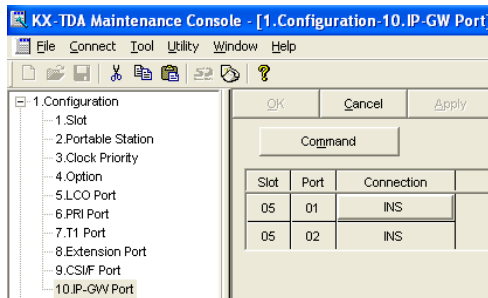 KX-TDA Maintenance Console - [1.Configuration-10.IP-GW Port]
File Connect Tool Utility Window Help
1.Configuration
1.Slot
2.Portable Station
3.Clock Priority
4.Option
5.LCO Port
6.PRI Port
7.T1 Port
8.Extension Port
9.CSI/F Port
10.IP-GW Port
OK Cancel Apply
Command
Slot Port Connection
05 01 INS
05 02 INS